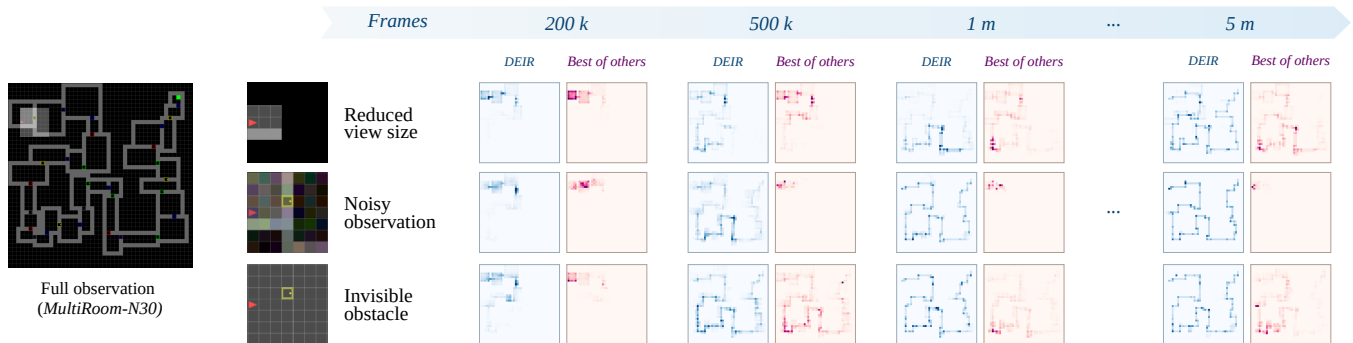 Frames 200 k 500 k 1 m ... 5 m
DEIR Best of others DEIR Best of others DEIR Best of others DEIR Best of others
Reduced
view size
Noisy
observation
...
Invisible
obstacle
Full observation
(MultiRoom-N30)